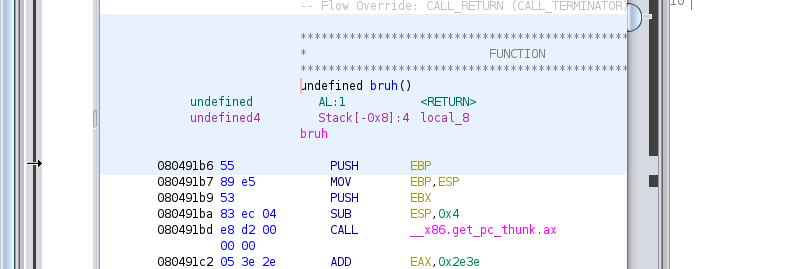 -- Flow Override: CALL_RETURN (CALL_TERMINATOR)
*****************************************
* FUNCTION
*****************************************
undefined bruh()
undefined AL:1 <RETURN>
undefined4 Stack[-0x8]:4 local_8
bruh
080491b6 55 PUSH EBP
080491b7 89 e5 MOV EBP,ESP
080491b9 53 PUSH EBX
080491ba 83 ec 04 SUB ESP,0x4
080491bd e8 d2 00 CALL __x86.get_pc_thunk.ax
00 00
080491c2 05 3e 2e ADD EAX,0x2e3e